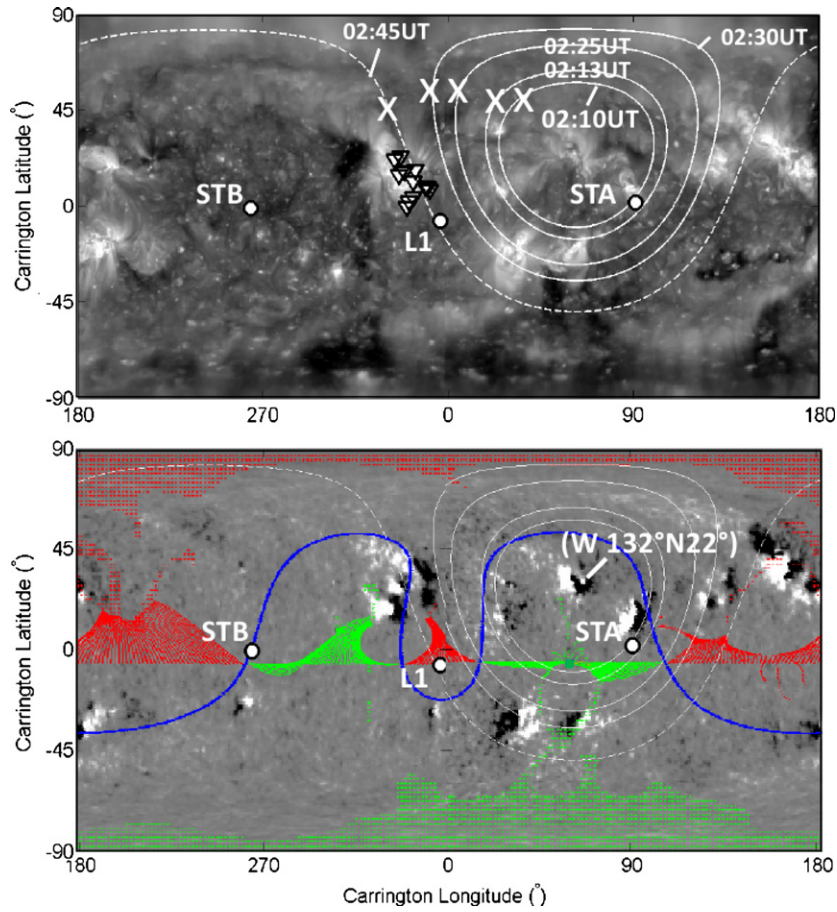 90
02:45UT
02:30UT
02:25UT
02:13UT
02:10UT
X X X X X
45
Carrington Latitude (°)
STB
STA
0
L1
-45
-90
180 270 0 90 180
90
(W 132°N22°)
45
Carrington Latitude (°)
STB
STA
0
L1
-45
-90
180 270 0 90 180
Carrington Longitude (°)